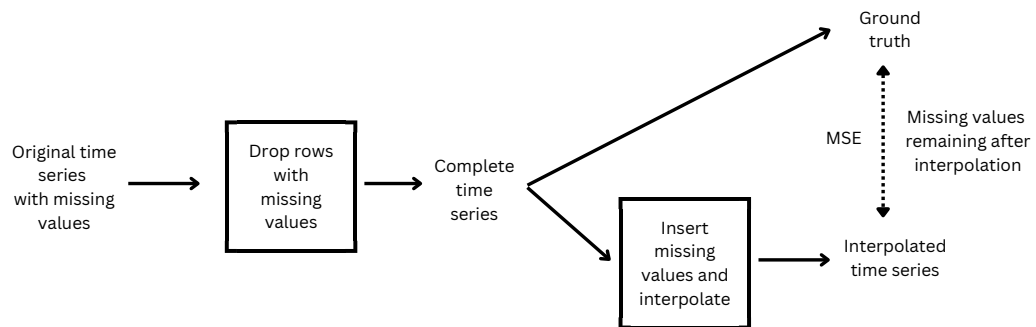 Original time
series
with missing
values
Drop rows
with
missing
values
Complete
time
series
Ground
truth
MSE
Missing values
remaining after
interpolation
Insert
missing
values and
interpolate
Interpolated
time series